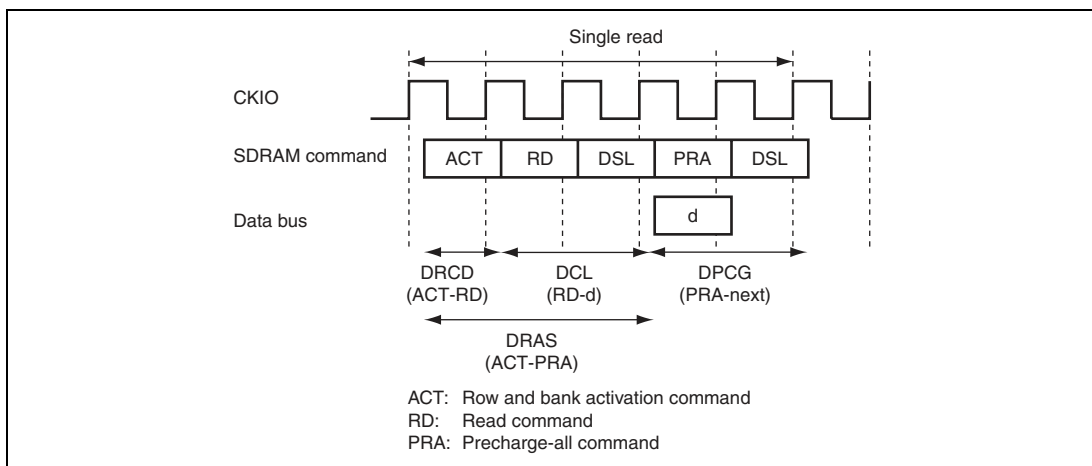 Single read
CKIO
SDRAM command
ACT
RD
DSL
PRA
DSL
Data bus
d
DRCD
(ACT-RD)
DCL
(RD-d)
DPCG
(PRA-next)
DRAS
(ACT-PRA)
ACT: Row and bank activation command
RD: Read command
PRA: Precharge-all command